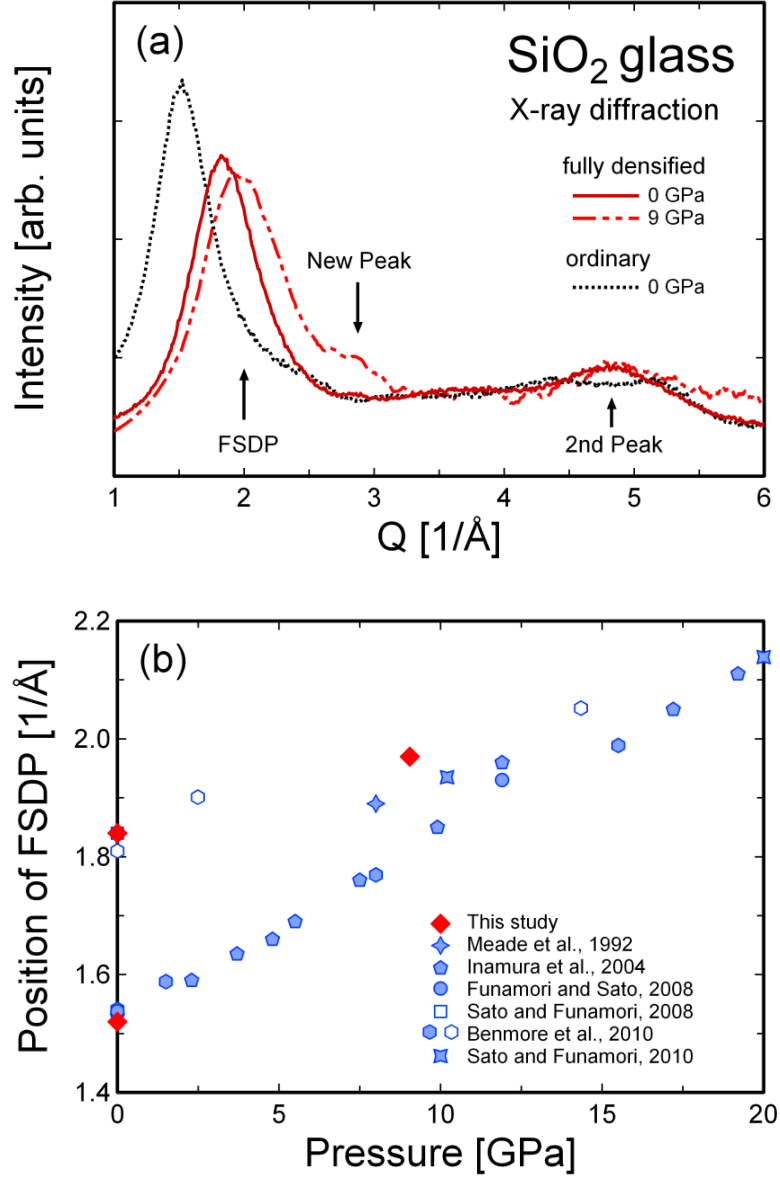 (a)
SiO2 glass
X-ray diffraction
fully densified
0 GPa
9 GPa
ordinary
0 GPa
New Peak
FSDP
2nd Peak
Intensity [arb. units]
1 2 3 4 5 6
Q [1/Å]
(b)
Position of FSDP [1/Å]
2.2
2.0
1.8
1.6
1.4
This study
Meade et al., 1992
Inamura et al., 2004
Funamori and Sato, 2008
Sato and Funamori, 2008
Benmore et al., 2010
Sato and Funamori, 2010
0 5 10 15 20
Pressure [GPa]